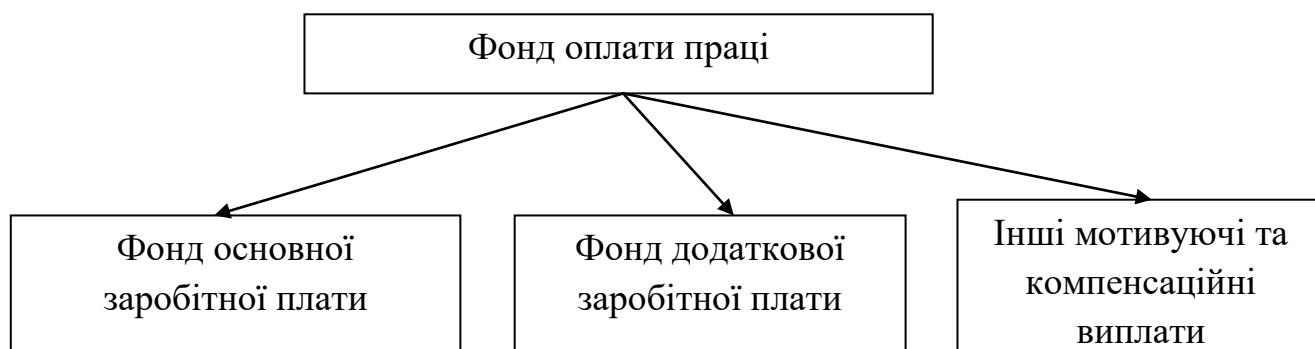 Фонд оплати праці
Фонд основної
заробітної плати
Фонд додаткової
заробітної плати
Інші мотивуючі та
компенсаційні
виплати